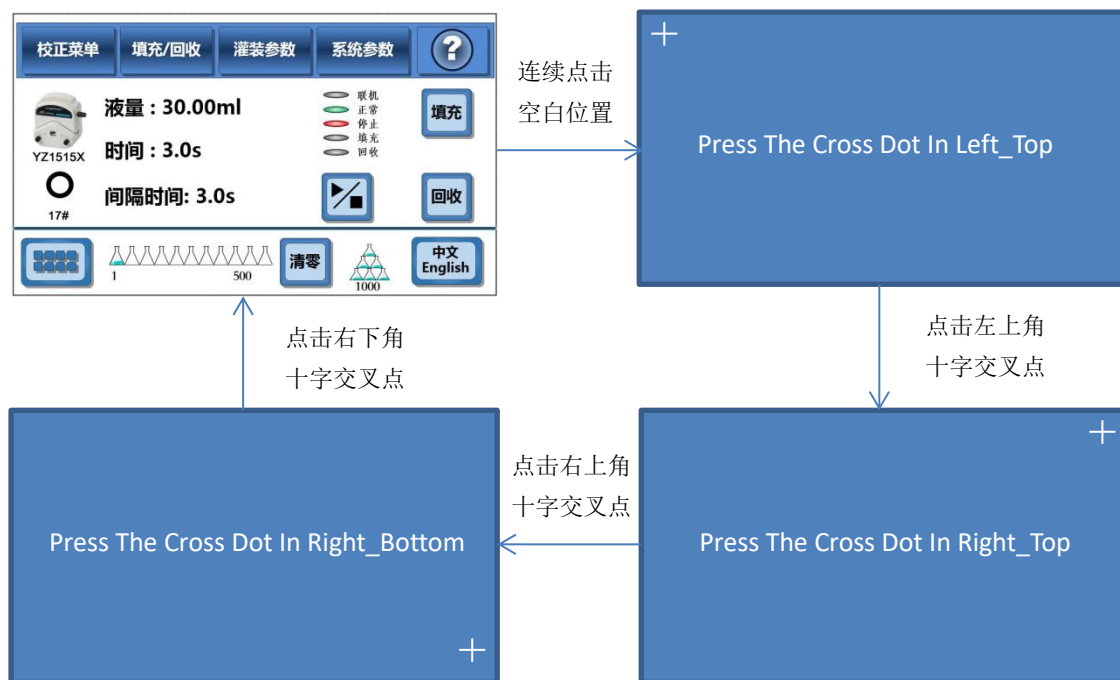 校正菜单
填充/回收
灌装参数
系统参数
?
液量 : 30.00ml
时间 : 3.0s
间隔时间: 3.0s
YZ1515X
17#
联机
正常
停止
填充
回收
填充
回收
1
500
清零
1000
中文
English
连续点击
空白位置
Press The Cross Dot In Left_Top
点击左上角
十字交叉点
Press The Cross Dot In Right_Top
点击右上角
十字交叉点
Press The Cross Dot In Right_Bottom
点击右下角
十字交叉点